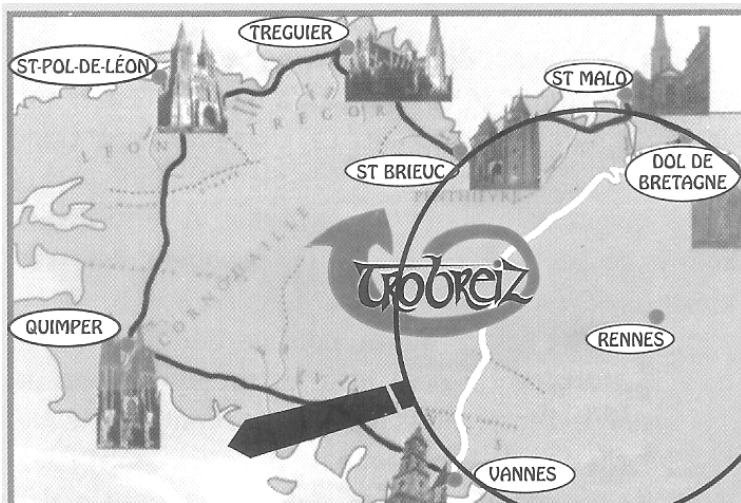 TREGUIER
ST-POL-DE-LÉON
ST MALO
LEON
TREGOR
ST BRIEUC
DOL DE
BRETAGNE
PENTHIEVRE
CORNOUAILLE
TROBREIZ
QUIMPER
RENNES
VANNES